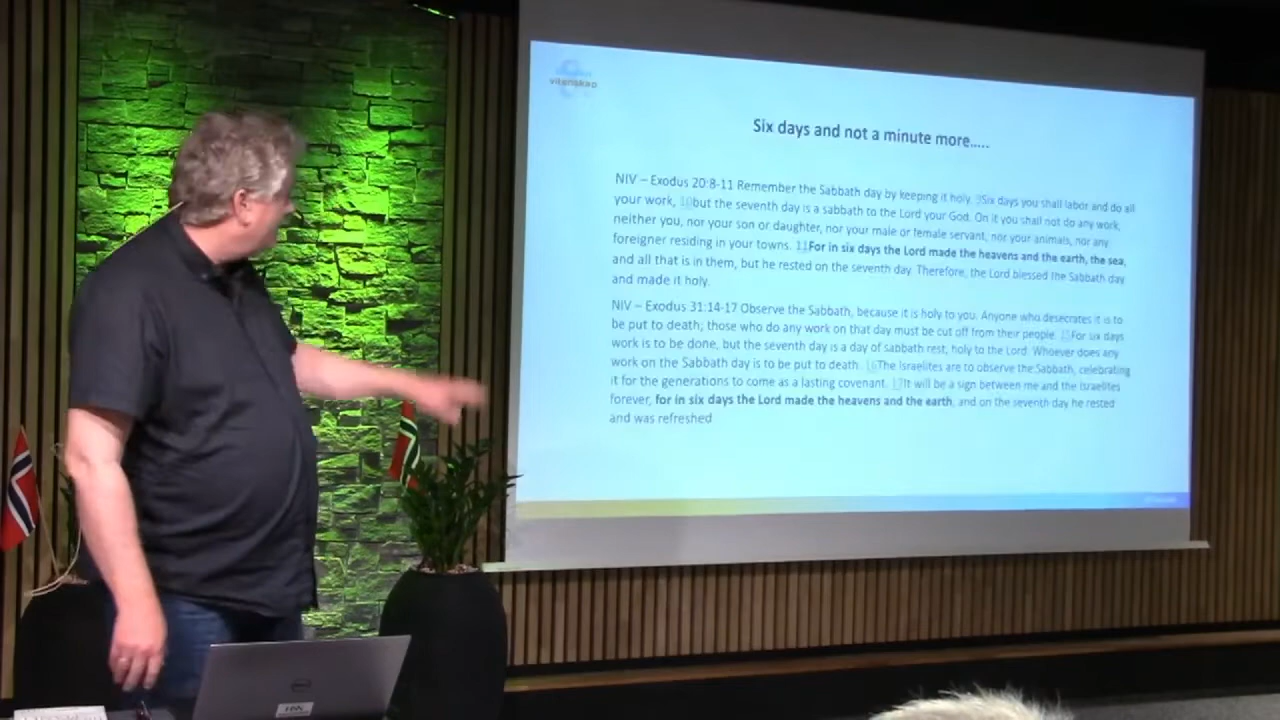 vitenskap
Six days and not a minute more.....
NIV – Exodus 20:8-11 Remember the Sabbath day by keeping it holy. 9Six days you shall labor and do all
your work, 10but the seventh day is a sabbath to the Lord your God. On it you shall not do any work,
neither you, nor your son or daughter, nor your male or female servant, nor your animals, nor any
foreigner residing in your towns. 11For in six days the Lord made the heavens and the earth, the sea,
and all that is in them, but he rested on the seventh day. Therefore, the Lord blessed the Sabbath day
and made it holy.
NIV – Exodus 31:14-17 Observe the Sabbath, because it is holy to you. Anyone who desecrates it is to
be put to death; those who do any work on that day must be cut off from their people. 15For six days
work is to be done, but the seventh day is a day of sabbath rest, holy to the Lord. Whoever does any
work on the Sabbath day is to be put to death. 16The Israelites are to observe the Sabbath, celebrating
it for the generations to come as a lasting covenant. 17It will be a sign between me and the Israelites
forever, for in six days the Lord made the heavens and the earth, and on the seventh day he rested
and was refreshed
DELL